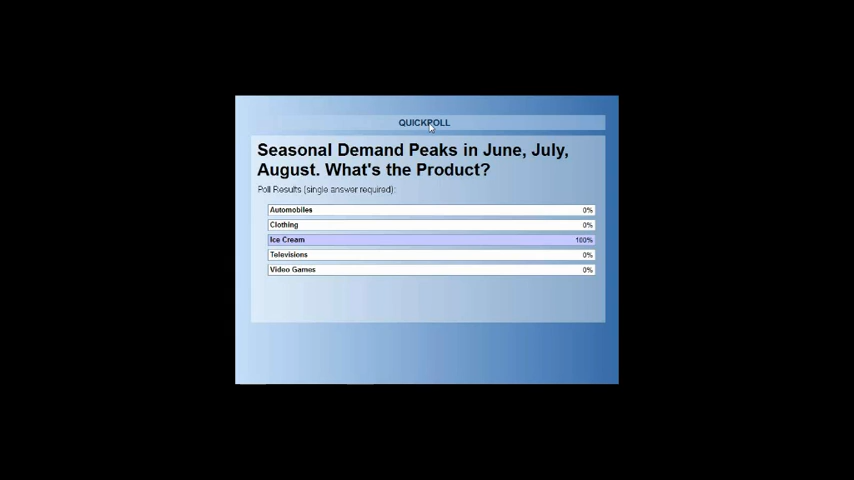 QUICKPOLL
Seasonal Demand Peaks in June, July,
August. What's the Product?
Poll Results (single answer required):
Automobiles 0%
Clothing 0%
Ice Cream 100%
Televisions 0%
Video Games 0%